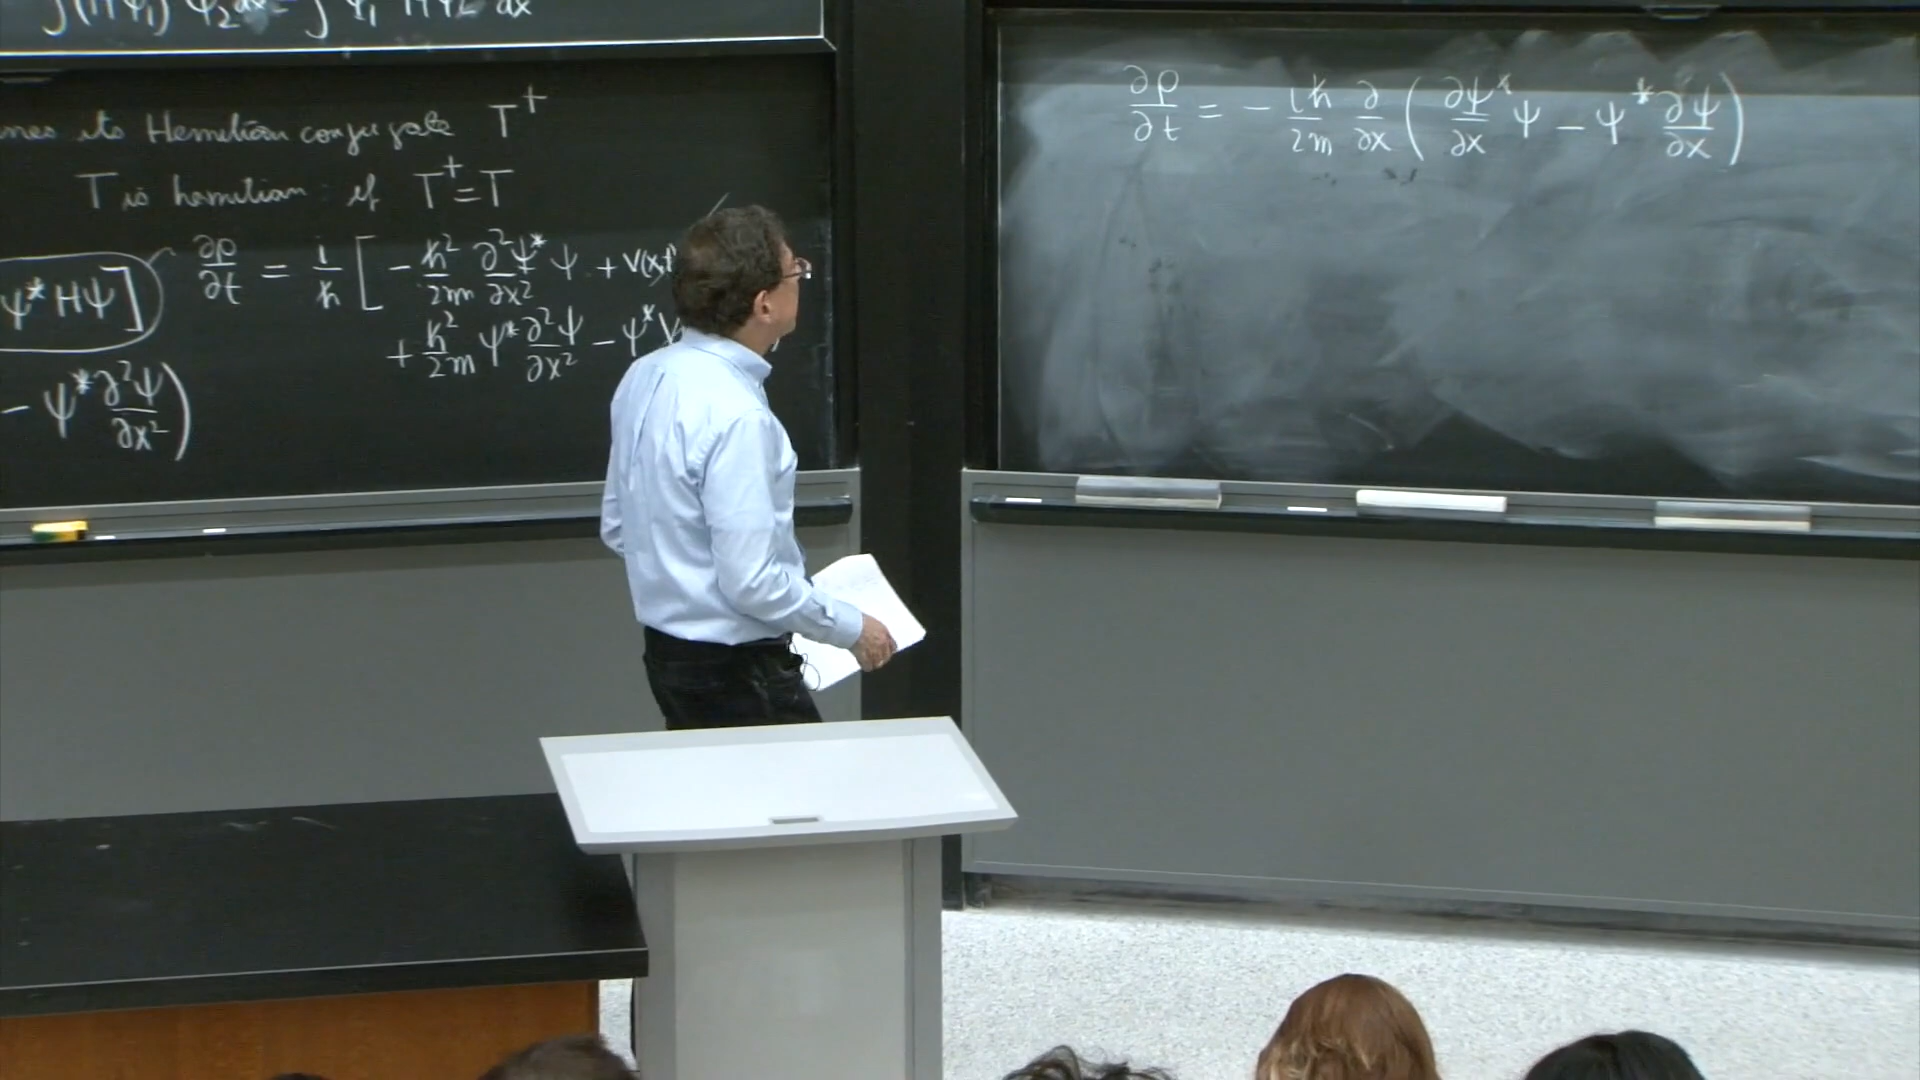 ∫(HΨ₁)* Ψ₂ dx = ∫ Ψ₁* HΨ₂ dx
its Hermitian conjugate T⁺
T is hermitian if T⁺ = T
∂ρ/∂t = i/ħ [ - ħ²/2m ∂²Ψ*/∂x² Ψ + V(x,t)
Ψ* HΨ ]
+ ħ²/2m Ψ* ∂²Ψ/∂x² - Ψ* V
- Ψ* ∂²Ψ/∂x² )
∂ρ/∂t = - iħ/2m ∂/∂x ( ∂Ψ*/∂x Ψ - Ψ* ∂Ψ/∂x )